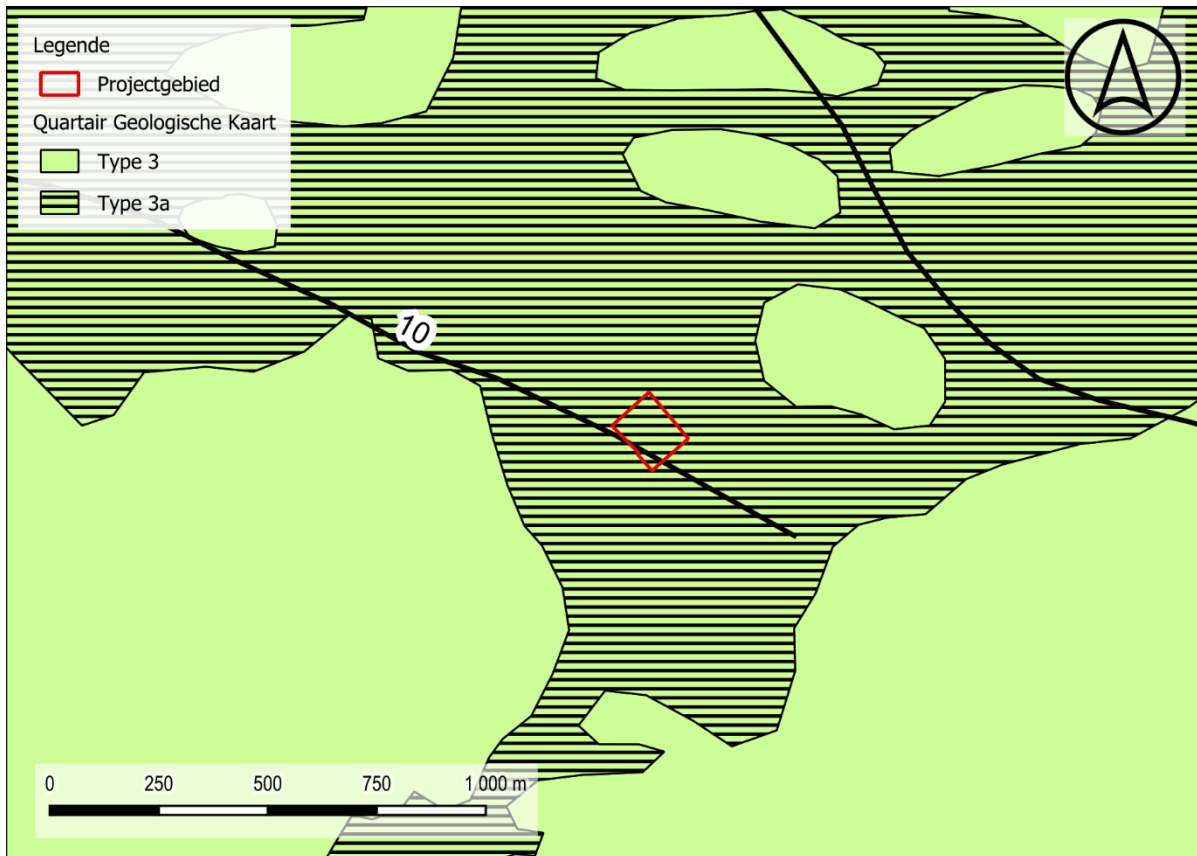 Legende
Projectgebied
Quartair Geologische Kaart
Type 3
Type 3a
10
0 250 500 750 1 000 m